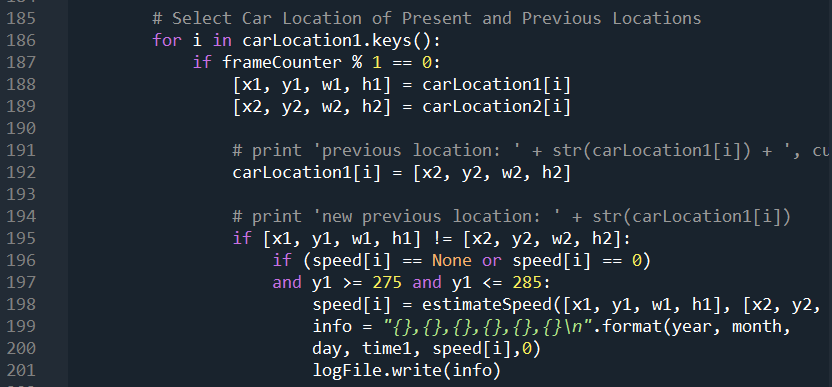 185 # Select Car Location of Present and Previous Locations
186 for i in carLocation1.keys():
187 if frameCounter % 1 == 0:
188 [x1, y1, w1, h1] = carLocation1[i]
189 [x2, y2, w2, h2] = carLocation2[i]
190
191 # print 'previous location: ' + str(carLocation1[i]) + ', cu
192 carLocation1[i] = [x2, y2, w2, h2]
193
194 # print 'new previous location: ' + str(carLocation1[i])
195 if [x1, y1, w1, h1] != [x2, y2, w2, h2]:
196 if (speed[i] == None or speed[i] == 0)
197 and y1 >= 275 and y1 <= 285:
198 speed[i] = estimateSpeed([x1, y1, w1, h1], [x2, y2,
199 info = "{},{},{},{},{},{}\n".format(year, month,
200 day, time1, speed[i],0)
201 logFile.write(info)